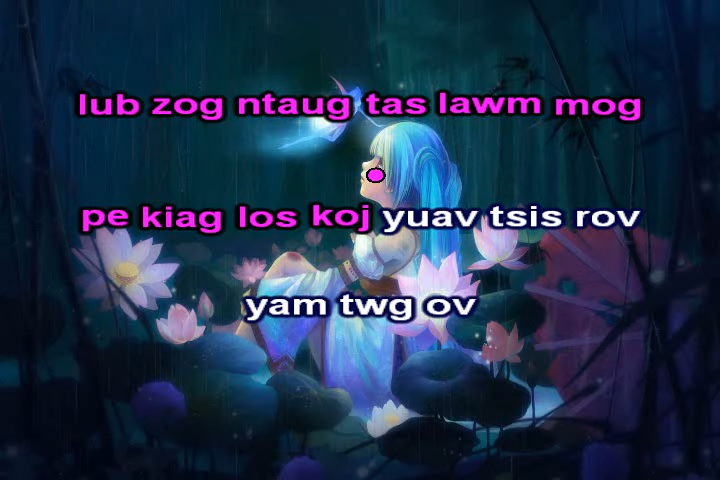 lub zog ntaug tas lawm mog
pe kiag los koj yuav tsis rov
yam twg ov